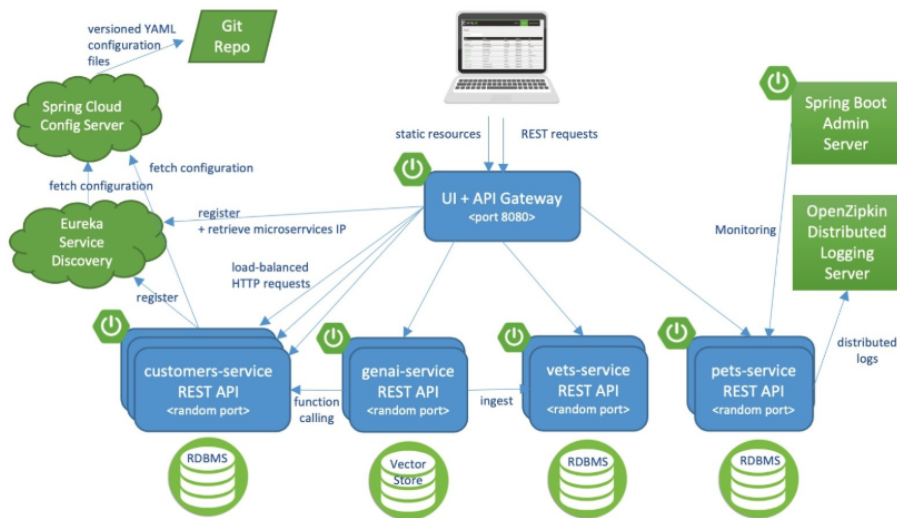 versioned YAML
configuration
files
Git
Repo
Spring Cloud
Config Server
fetch configuration
fetch configuration
Eureka
Service
Discovery
register
register
+ retrieve microservices IP
load-balanced
HTTP requests
static resources
REST requests
UI + API Gateway
<port 8080>
Spring Boot
Admin
Server
Monitoring
OpenZipkin
Distributed
Logging
Server
distributed
logs
customers-service
REST API
<random port>
function
calling
genai-service
REST API
<random port>
ingest
vets-service
REST API
<random port>
pets-service
REST API
<random port>
RDBMS
Vector
Store
RDBMS
RDBMS